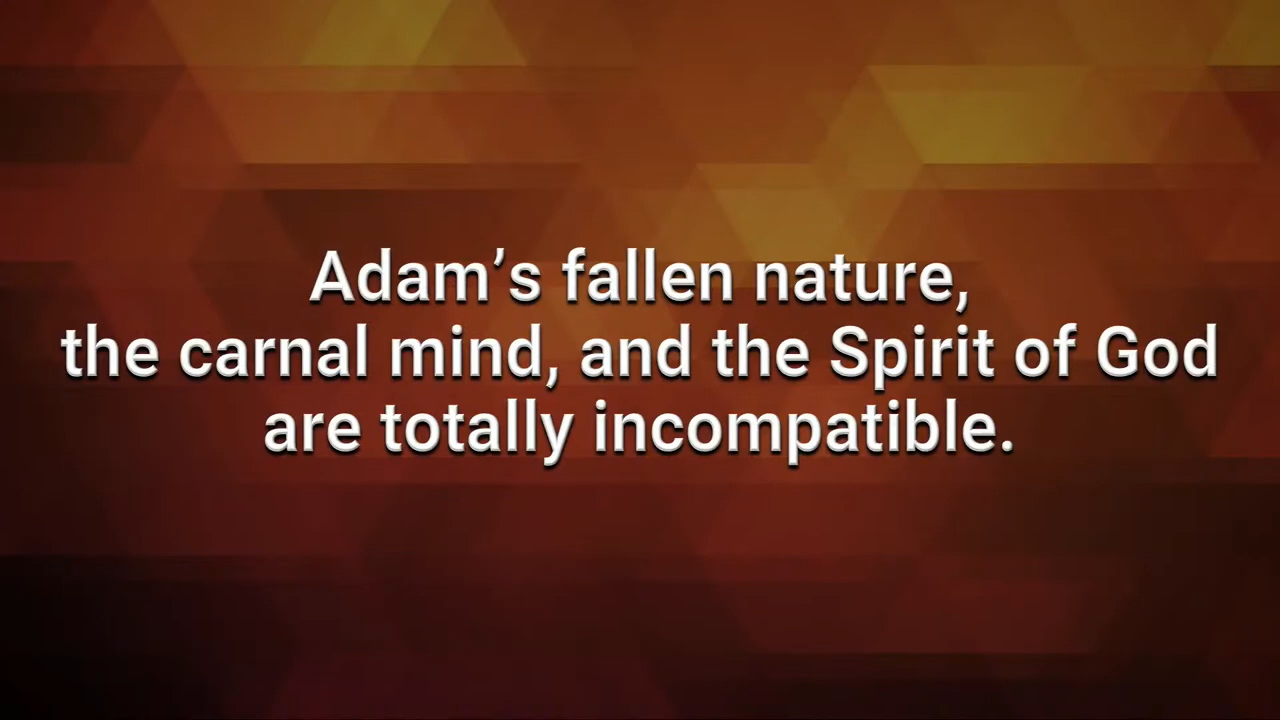 Adam’s fallen nature,
the carnal mind, and the Spirit of God
are totally incompatible.